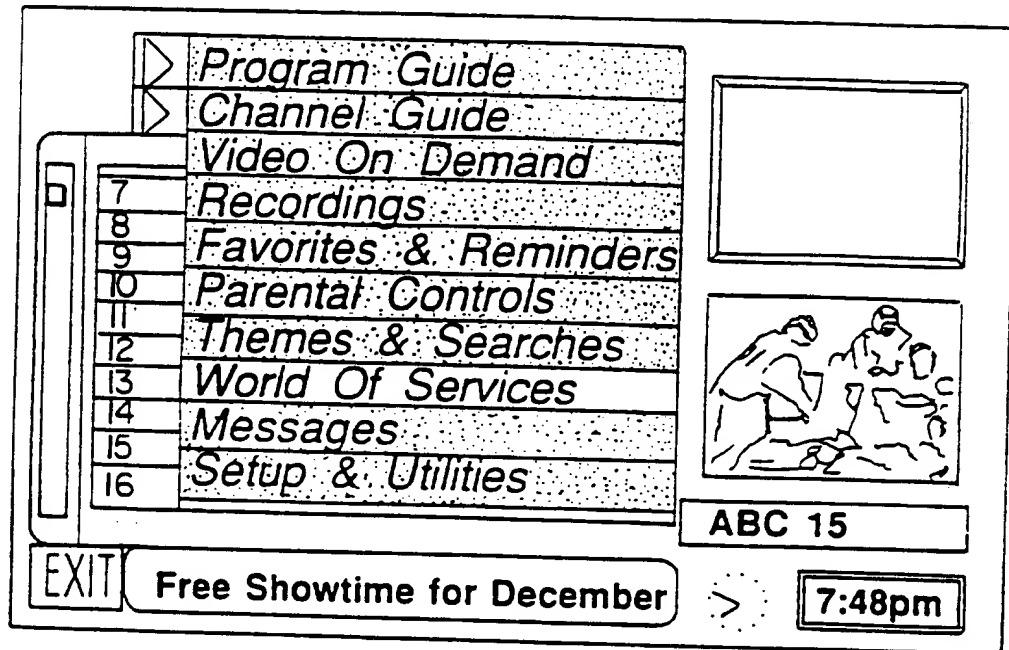 Program Guide
Channel Guide
Video On Demand
7 Recordings
8
9 Favorites & Reminders
10 Parental Controls
11
12 Themes & Searches
13 World Of Services
14
15 Messages
16 Setup & Utilities
ABC 15
EXIT Free Showtime for December > 7:48pm